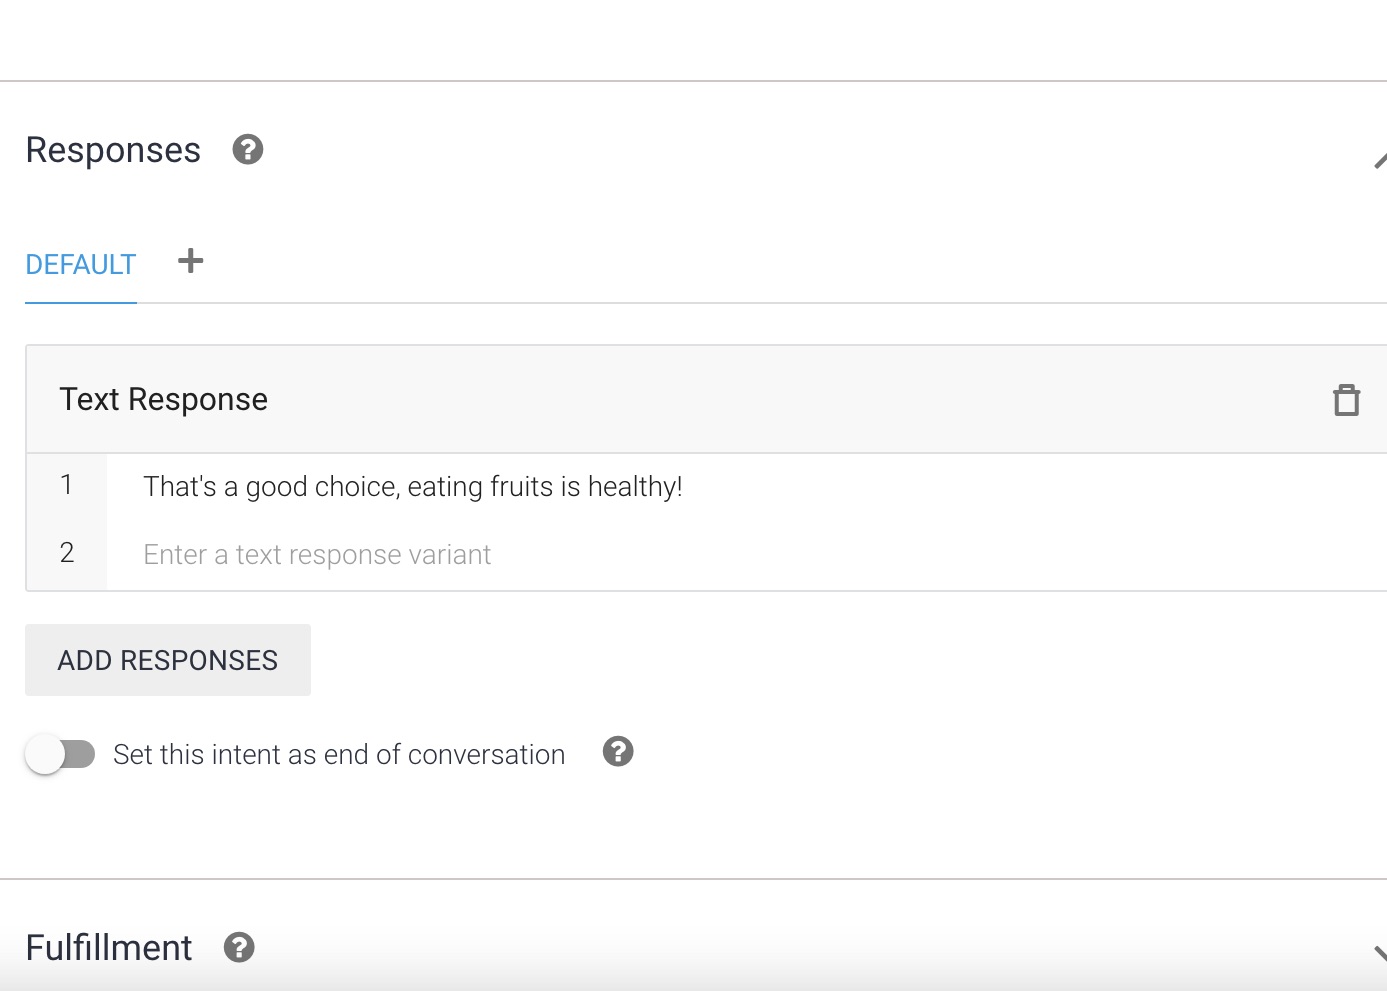 Responses
DEFAULT
Text Response
1 That's a good choice, eating fruits is healthy!
2 Enter a text response variant
ADD RESPONSES
Set this intent as end of conversation
Fulfillment